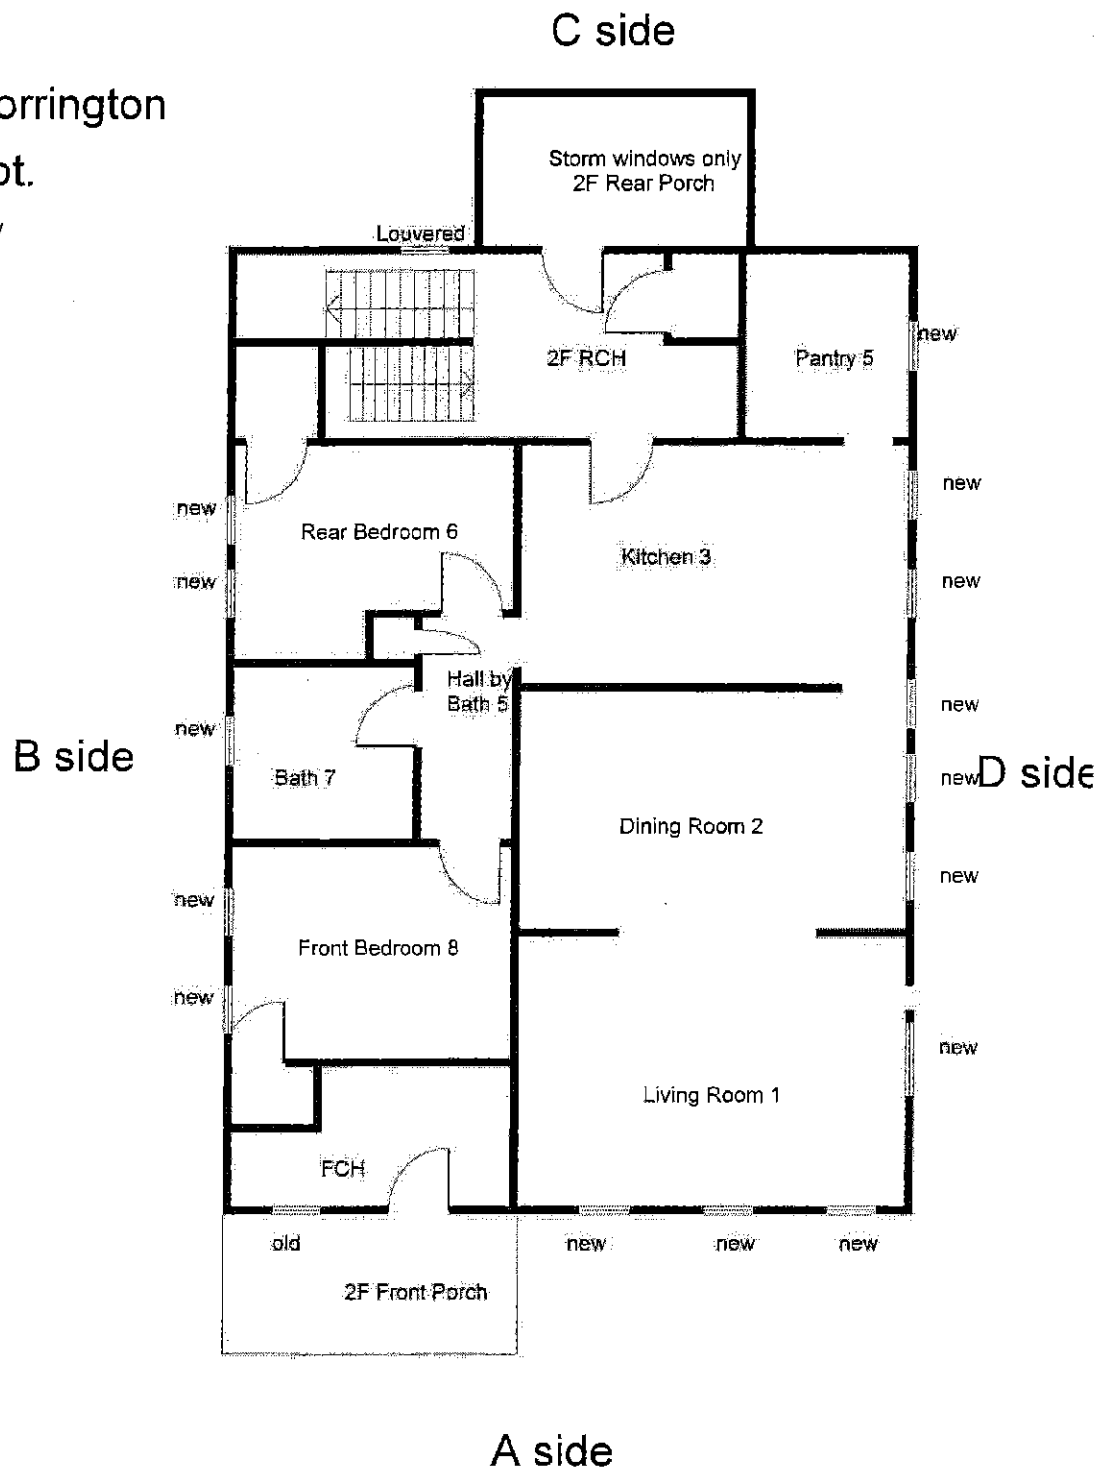 C side
orrington
ot.
Storm windows only
2F Rear Porch
Louvered
new
2F RCH
Pantry 5
new
new
Rear Bedroom 6
Kitchen 3
new
new
Hall by
Bath 5
new
new
B side
new
D side
Bath 7
Dining Room 2
new
new
Front Bedroom 8
new
new
Living Room 1
FCH
old
new
new
new
2F Front Porch
A side